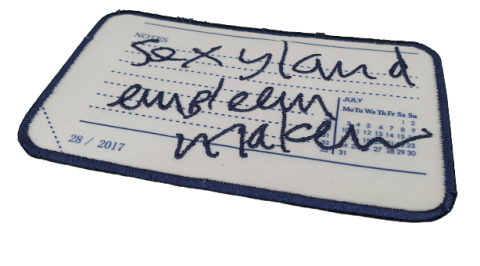 NOTES
Sexyland
embleem
maken
JULY
Mo Tu We Th Fr Sa Su
28 / 2017